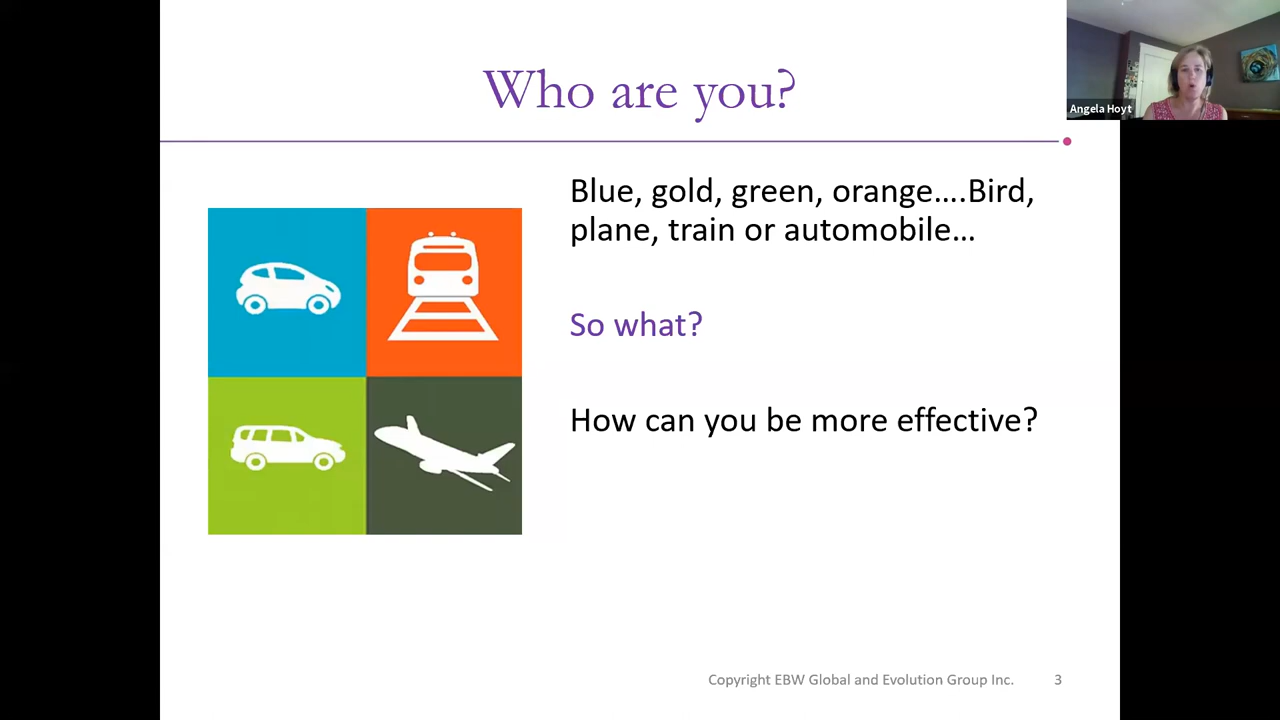 Who are you?
Angela Hoyt
Blue, gold, green, orange....Bird,
plane, train or automobile...
So what?
How can you be more effective?
Copyright EBW Global and Evolution Group Inc. 3